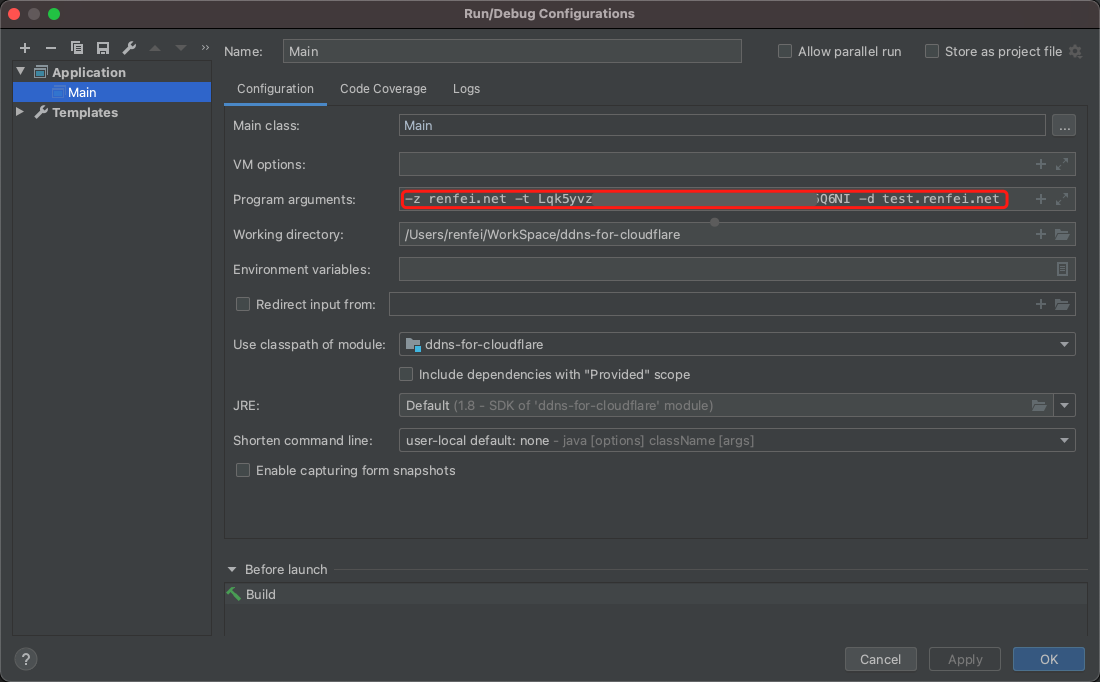 Run/Debug Configurations
Name: Main Allow parallel run Store as project file
Application
Main
Templates
Configuration Code Coverage Logs
Main class: Main ...
VM options:
Program arguments: -z renfei.net -t Lqk5yvz Q6NI -d test.renfei.net
Working directory: /Users/renfei/WorkSpace/ddns-for-cloudflare
Environment variables:
Redirect input from:
Use classpath of module: ddns-for-cloudflare
Include dependencies with "Provided" scope
JRE: Default (1.8 - SDK of 'ddns-for-cloudflare' module)
Shorten command line: user-local default: none - java [options] className [args]
Enable capturing form snapshots
Before launch
Build
? Cancel Apply OK